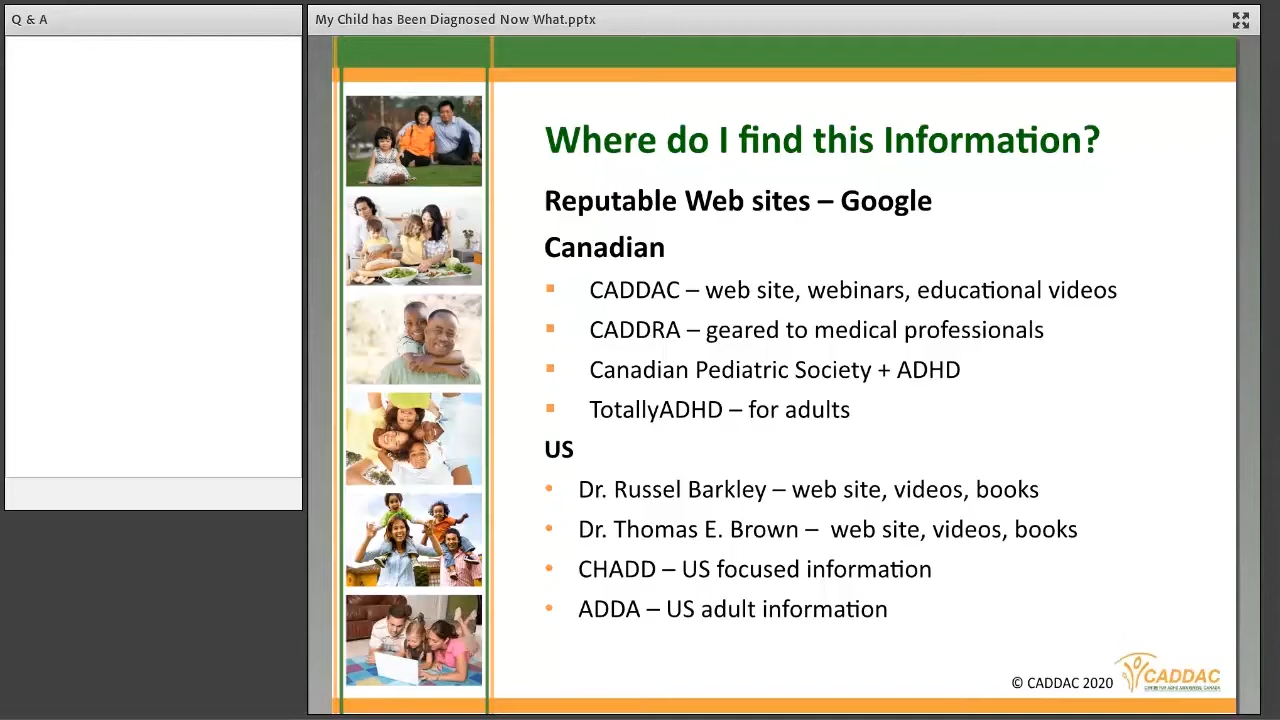 Q & A
My Child has Been Diagnosed Now What.pptx
Where do I find this Information?
Reputable Web sites – Google
Canadian
CADDAC – web site, webinars, educational videos
CADDRA – geared to medical professionals
Canadian Pediatric Society + ADHD
TotallyADHD – for adults
US
Dr. Russel Barkley – web site, videos, books
Dr. Thomas E. Brown – web site, videos, books
CHADD – US focused information
ADDA – US adult information
© CADDAC 2020
CADDAC